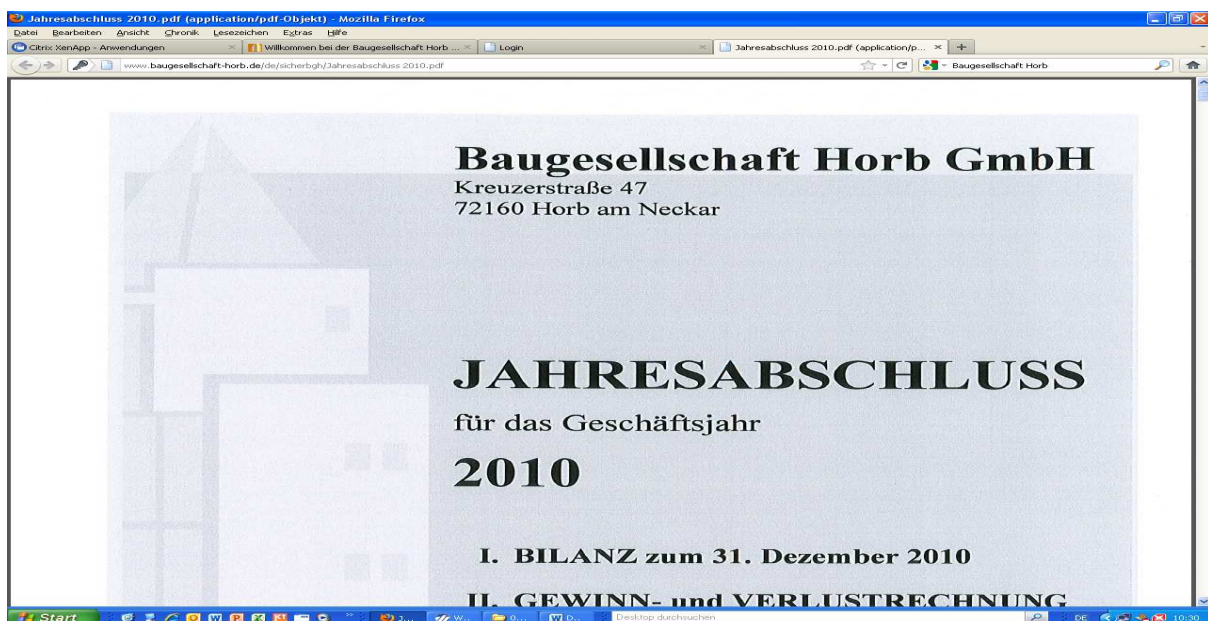 Jahresabschluss 2010.pdf (application/pdf-Objekt) - Mozilla Firefox
Datei Bearbeiten Ansicht Chronik Lesezeichen Extras Hilfe
Citrix XenApp - Anwendungen Willkommen bei der Baugesellschaft Horb ... Login Jahresabschluss 2010.pdf (application/p...
www.baugesellschaft-horb.de/de/sicherbgh/Jahresabschluss 2010.pdf Baugesellschaft Horb
Baugesellschaft Horb GmbH
Kreuzerstraße 47
72160 Horb am Neckar
JAHRESABSCHLUSS
für das Geschäftsjahr
2010
I. BILANZ zum 31. Dezember 2010
II. GEWINN- und VERLUSTRECHNUNG
Start J... W... 0... D... Desktop durchsuchen DE 10:30